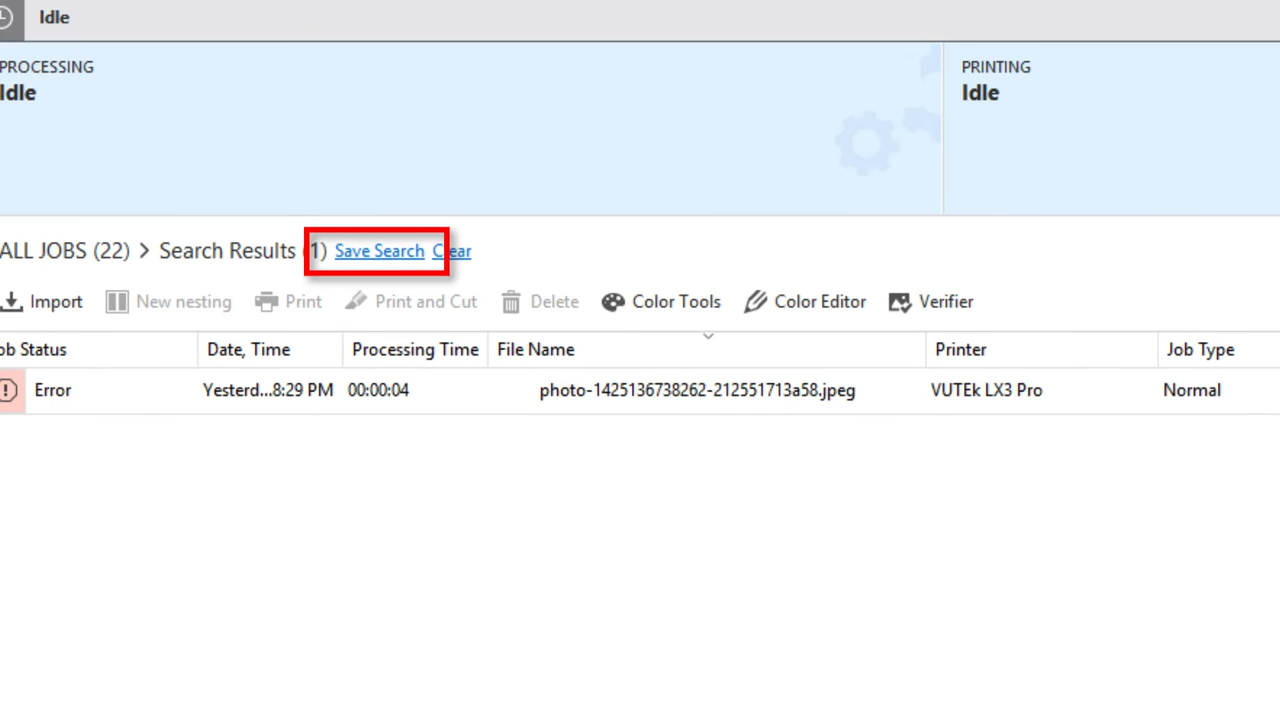 Idle
PROCESSING
Idle
PRINTING
Idle
ALL JOBS (22) > Search Results (1) Save Search Clear
Import New nesting Print Print and Cut Delete Color Tools Color Editor Verifier
ob Status Date, Time Processing Time File Name Printer Job Type
Error Yesterd...8:29 PM 00:00:04 photo-1425136738262-212551713a58.jpeg VUTEk LX3 Pro Normal